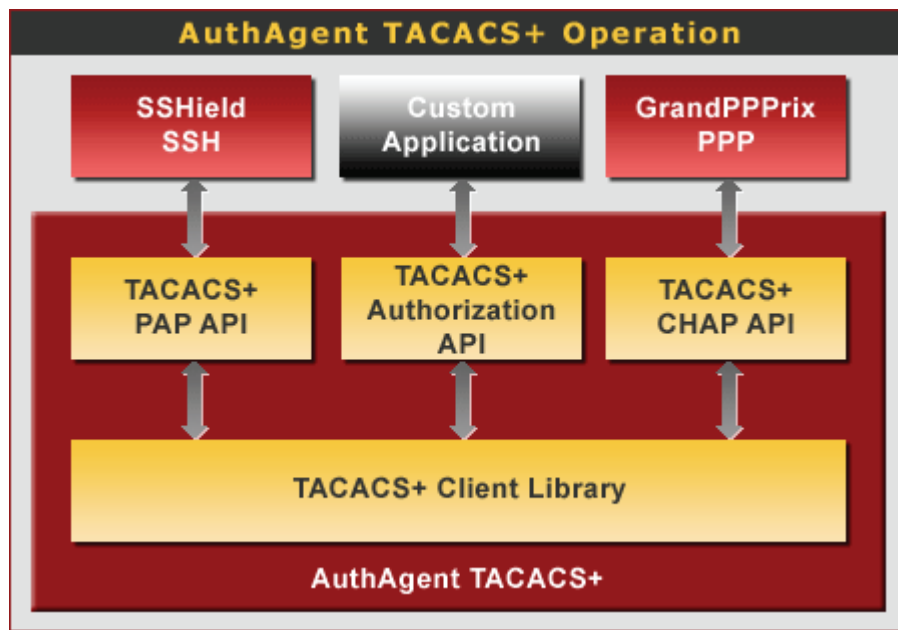 AuthAgent TACACS+ Operation
SSHield
SSH
Custom
Application
GrandPPPrix
PPP
TACACS+
PAP API
TACACS+
Authorization
API
TACACS+
CHAP API
TACACS+ Client Library
AuthAgent TACACS+